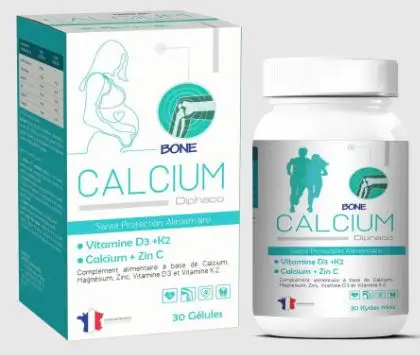 BONE
CALCIUM
Diphaco
Santé Protection Alimentaire
Vitamine D3 +K2
Calcium + Zin C
Complément alimentaire à base de Calcium,
Magnésium, Zinc, Vitamine D3 et Vitamine K2.
30 Gélules
BONE
CALCIUM
Diphaco
Santé Protection Alimentaire
Vitamine D3 +K2
Calcium + Zin C
Complément alimentaire à base de Calcium,
Magnésium, Zinc, Vitamine D3 et Vitamine K2.